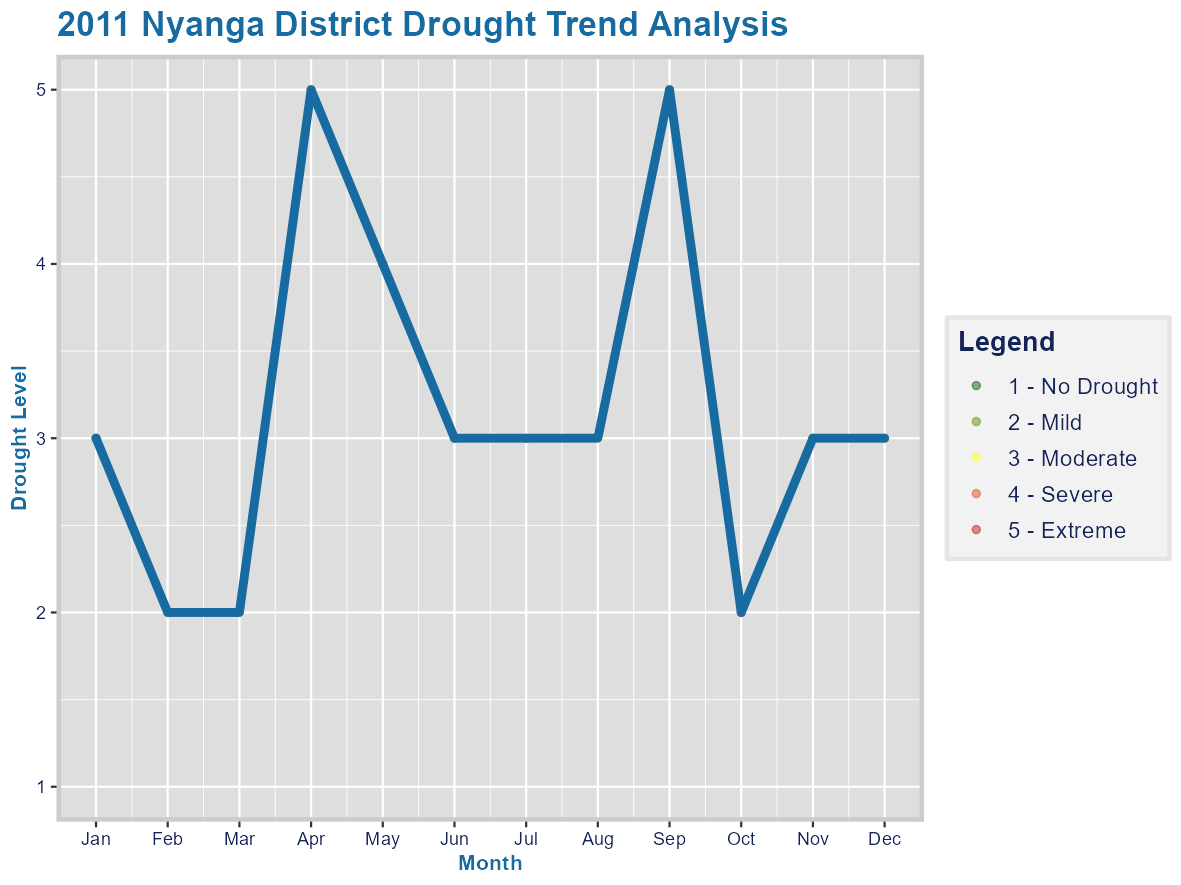 2011 Nyanga District Drought Trend Analysis
5
4
3
2
1
Drought Level
Jan Feb Mar Apr May Jun Jul Aug Sep Oct Nov Dec
Month
Legend
1 - No Drought
2 - Mild
3 - Moderate
4 - Severe
5 - Extreme